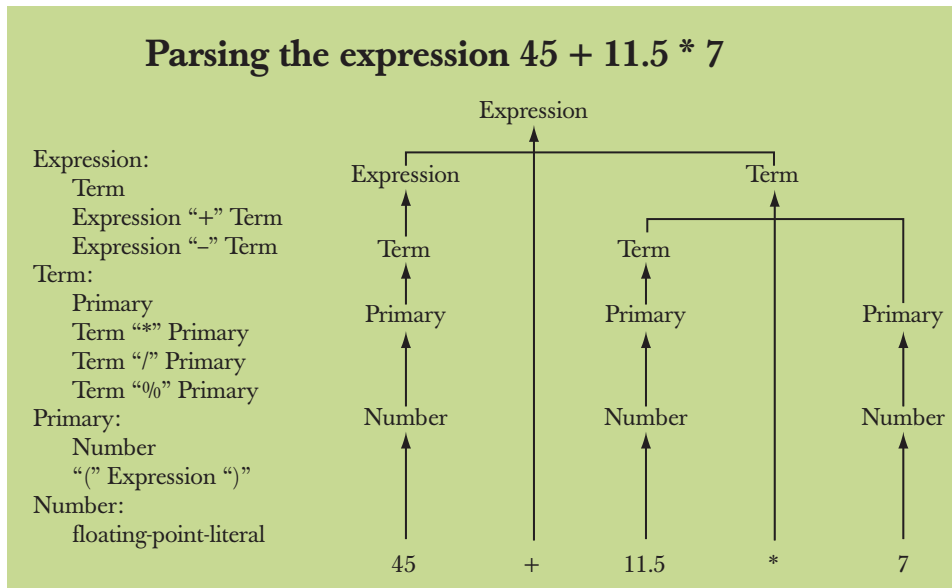 Parsing the expression 45 + 11.5 * 7
Expression:
Term
Expression “+” Term
Expression “–” Term
Term:
Primary
Term “*” Primary
Term “/” Primary
Term “%” Primary
Primary:
Number
“(” Expression “)”
Number:
floating-point-literal
Expression
Expression Term
Term Term
Primary Primary Primary
Number Number Number
45 + 11.5 * 7